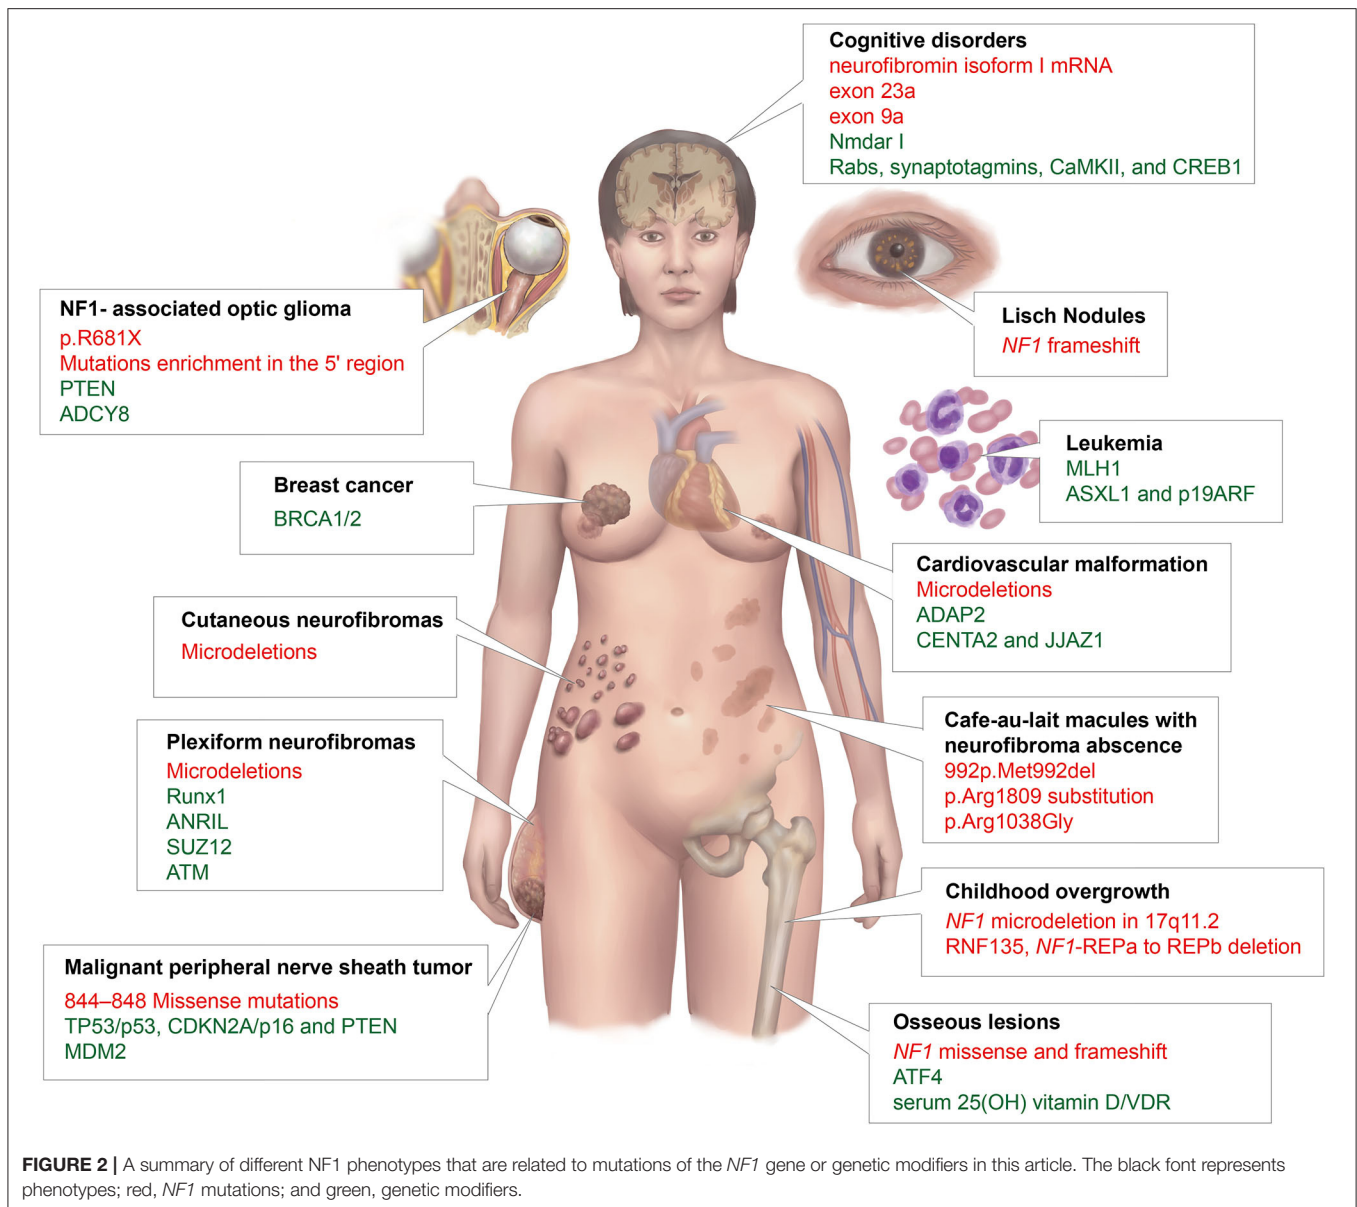 Cognitive disorders
neurofibromin isoform I mRNA
exon 23a
exon 9a
Nmdar I
Rabs, synaptotagmins, CaMKII, and CREB1
NF1- associated optic glioma
p.R681X
Mutations enrichment in the 5' region
PTEN
ADCY8
Lisch Nodules
NF1 frameshift
Leukemia
MLH1
ASXL1 and p19ARF
Breast cancer
BRCA1/2
Cardiovascular malformation
Microdeletions
ADAP2
CENTA2 and JJAZ1
Cutaneous neurofibromas
Microdeletions
Cafe-au-lait macules with
neurofibroma abscence
992p.Met992del
p.Arg1809 substitution
p.Arg1038Gly
Plexiform neurofibromas
Microdeletions
Runx1
ANRIL
SUZ12
ATM
Childhood overgrowth
NF1 microdeletion in 17q11.2
RNF135, NF1-REPa to REPb deletion
Malignant peripheral nerve sheath tumor
844–848 Missense mutations
TP53/p53, CDKN2A/p16 and PTEN
MDM2
Osseous lesions
NF1 missense and frameshift
ATF4
serum 25(OH) vitamin D/VDR
FIGURE 2 | A summary of different NF1 phenotypes that are related to mutations of the NF1 gene or genetic modifiers in this article. The black font represents
phenotypes; red, NF1 mutations; and green, genetic modifiers.